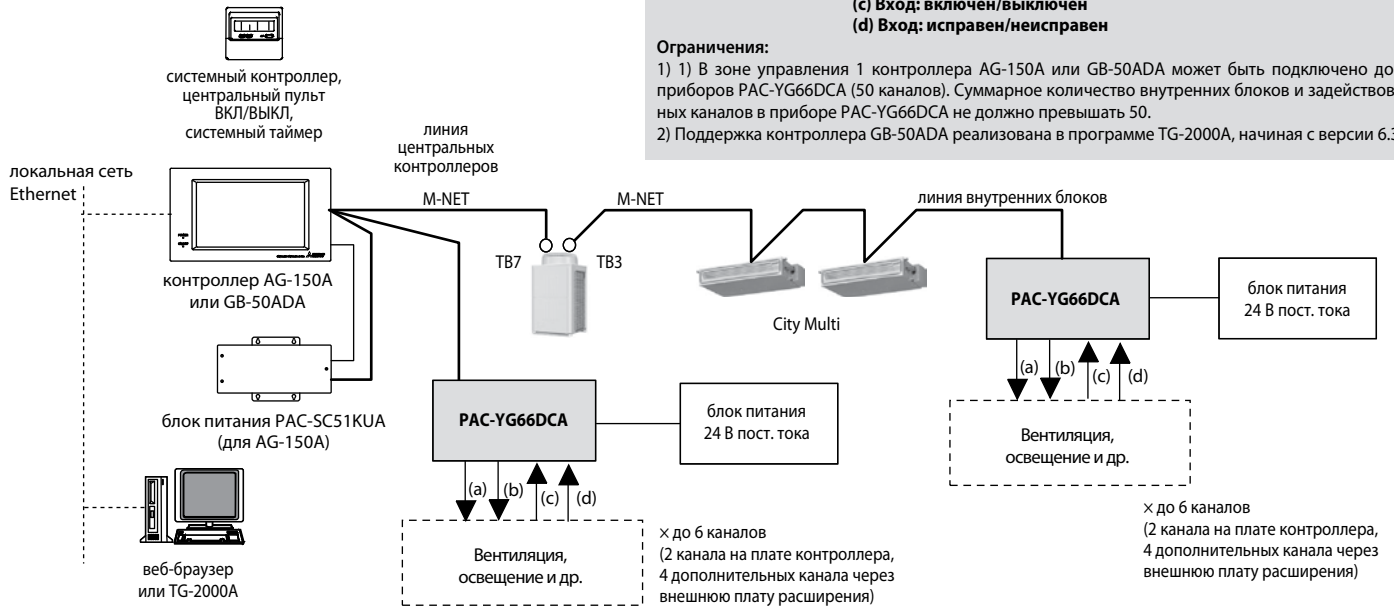 (c) Вход: включен/выключен
(d) Вход: исправен/неисправен
Ограничения:
1) 1) В зоне управления 1 контроллера AG-150A или GB-50ADA может быть подключено до
приборов PAC-YG66DCA (50 каналов). Суммарное количество внутренних блоков и задействов
ных каналов в приборе PAC-YG66DCA не должно превышать 50.
2) Поддержка контроллера GB-50ADA реализована в программе TG-2000A, начиная с версии 6.3
системный контроллер,
центральный пульт
ВКЛ/ВЫКЛ,
системный таймер
линия
центральных
контроллеров
локальная сеть
Ethernet
M-NET
M-NET
линия внутренних блоков
TB7
TB3
контроллер AG-150A
или GB-50ADA
City Multi
PAC-YG66DCA
блок питания
24 В пост. тока
(a)
(b)
(c)
(d)
Вентиляция,
освещение и др.
× до 6 каналов
(2 канала на плате контроллера,
4 дополнительных канала через
внешнюю плату расширения)
блок питания PAC-SC51KUA
(для AG-150A)
PAC-YG66DCA
блок питания
24 В пост. тока
(a)
(b)
(c)
(d)
Вентиляция,
освещение и др.
× до 6 каналов
(2 канала на плате контроллера,
4 дополнительных канала через
внешнюю плату расширения)
веб-браузер
или TG-2000A